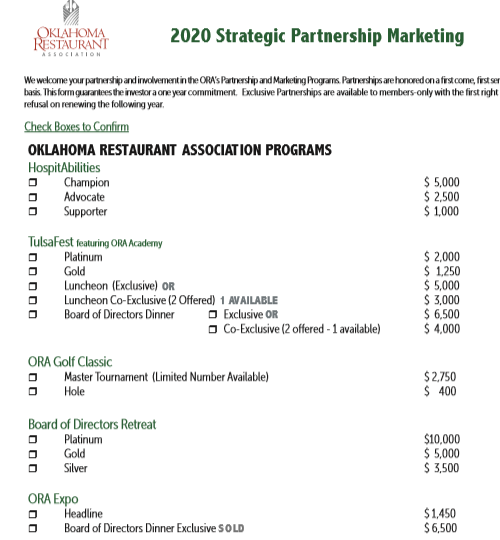 OKLAHOMA
RESTAURANT
ASSOCIATION
2020 Strategic Partnership Marketing
We welcome your partnership and involvement in the ORA's Partnership and Marketing Programs. Partnerships are honored on a first come, first ser
basis. This form guarantees the investor a one year commitment. Exclusive Partnerships are available to members-only with the first right
refusal on renewing the following year.
Check Boxes to Confirm
OKLAHOMA RESTAURANT ASSOCIATION PROGRAMS
HospitAbilities
Champion $ 5,000
Advocate $ 2,500
Supporter $ 1,000
TulsaFest featuring ORA Academy
Platinum $ 2,000
Gold $ 1,250
Luncheon (Exclusive) OR $ 5,000
Luncheon Co-Exclusive (2 Offered) 1 AVAILABLE $ 3,000
Board of Directors Dinner Exclusive OR $ 6,500
Co-Exclusive (2 offered - 1 available) $ 4,000
ORA Golf Classic
Master Tournament (Limited Number Available) $ 2,750
Hole $ 400
Board of Directors Retreat
Platinum $10,000
Gold $ 5,000
Silver $ 3,500
ORA Expo
Headline $ 1,450
Board of Directors Dinner Exclusive SOLD $ 6,500